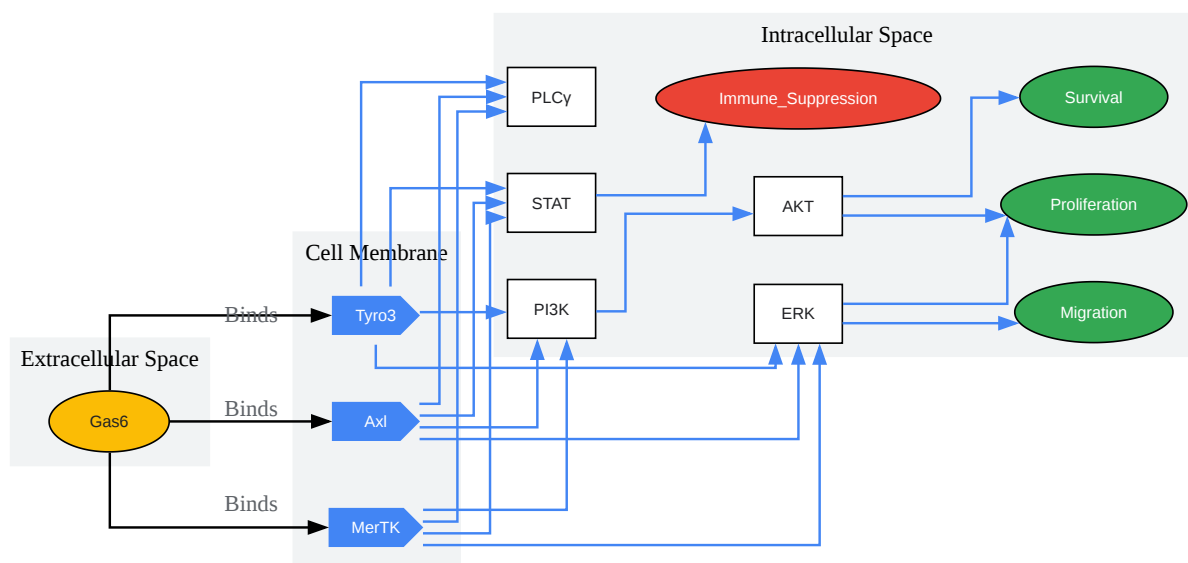 Intracellular Space
PLCγ
Immune_Suppression
Survival
STAT
AKT
Proliferation
Cell Membrane
PI3K
ERK
Migration
Binds
Tyro3
Extracellular Space
Gas6
Binds
Axl
Binds
MerTK